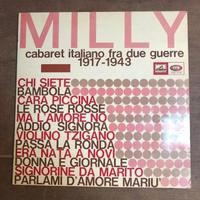 MILLY
cabaret italiano fra due guerre
1917-1943
CHI SIETE
BAMBOLA
CARA PICCINA
LE ROSE ROSSE
MA L'AMORE NO
ADDIO SIGNORA
VIOLINO TZIGANO
PASSA LA RONDA
ERA NATA A NOVI
DONNA E GIORNALE
SIGNORINE DA MARITO
PARLAMI D'AMORE MARIU'